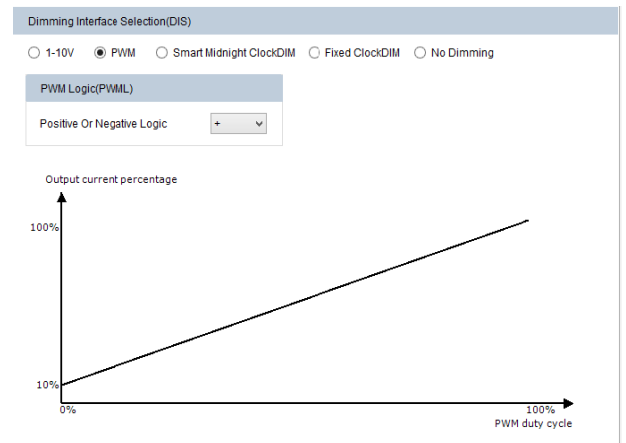 Dimming Interface Selection(DIS)
1-10V PWM Smart Midnight ClockDIM Fixed ClockDIM No Dimming
PWM Logic(PWML)
Positive Or Negative Logic +
Output current percentage
100%
10%
0% 100%
PWM duty cycle